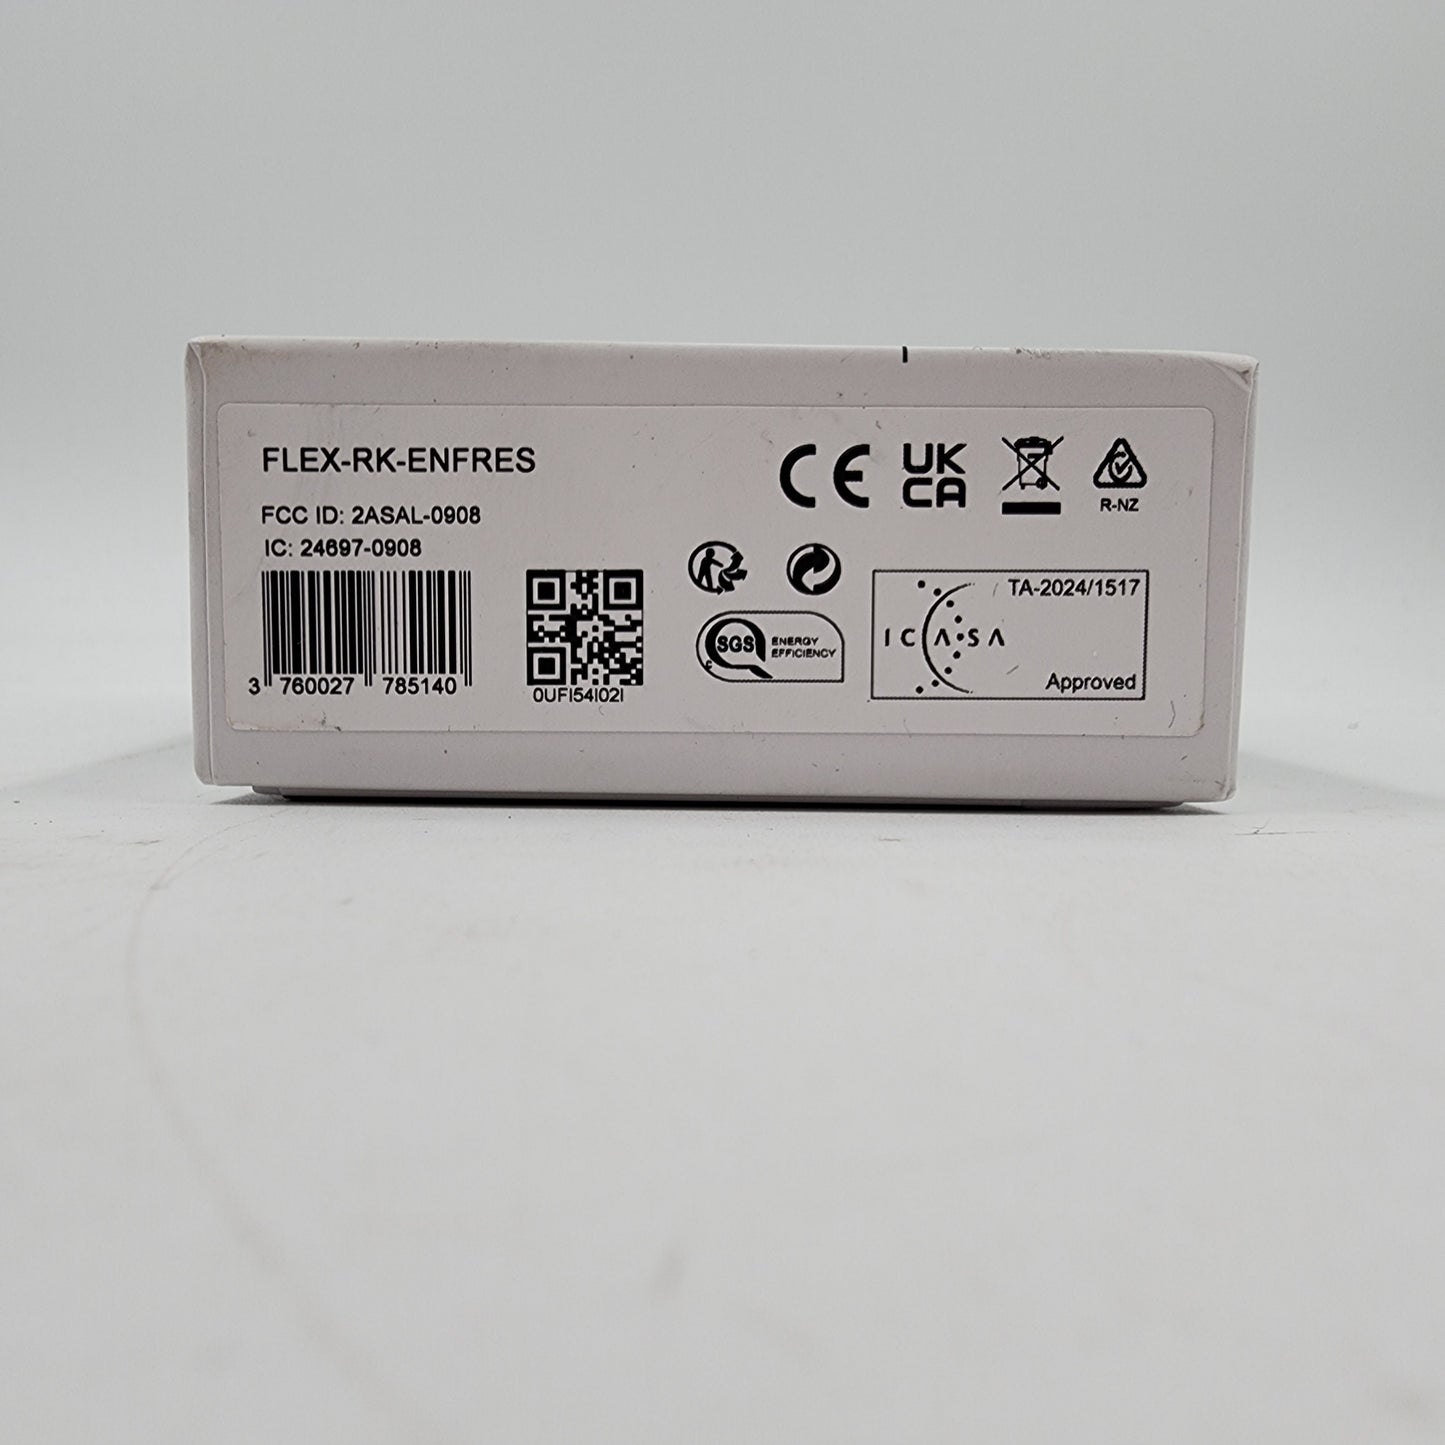 FLEX-RK-ENFRES
FCC ID: 2ASAL-0908
IC: 24697-0908
3 760027 785140
0UFI54I02I
CE
UK
CA
R-NZ
SGS
ENERGY
EFFICIENCY
C
TA-2024/1517
ICASA
Approved